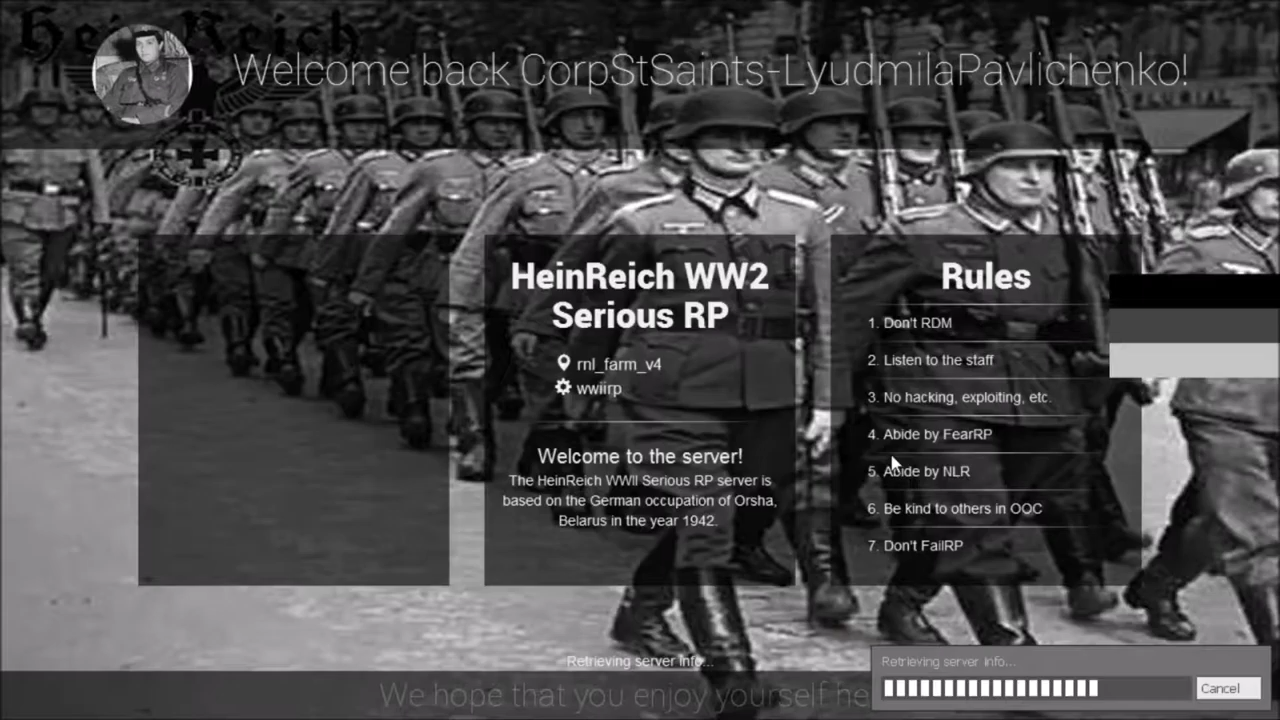 HeinReich
Welcome back CorpStSaints-LyudmilaPavlichenko!
HeinReich WW2
Serious RP
rnl_farm_v4
wwiirp
Welcome to the server!
The HeinReich WWII Serious RP server is
based on the German occupation of Orsha,
Belarus in the year 1942.
Rules
1. Don't RDM
2. Listen to the staff
3. No hacking, exploiting, etc.
4. Abide by FearRP
5. Abide by NLR
6. Be kind to others in OOC
7. Don't FailRP
Retrieving server info...
We hope that you enjoy yourself he
Retrieving server info...
Cancel